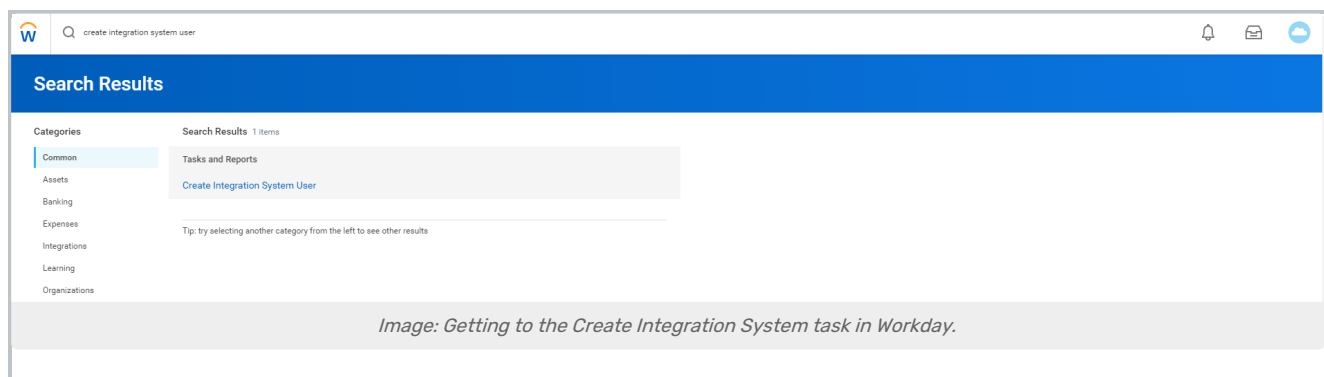 W
create integration system user
Search Results
Categories
Common
Assets
Banking
Expenses
Integrations
Learning
Organizations
Search Results 1 items
Tasks and Reports
Create Integration System User
Tip: try selecting another category from the left to see other results
Image: Getting to the Create Integration System task in Workday.